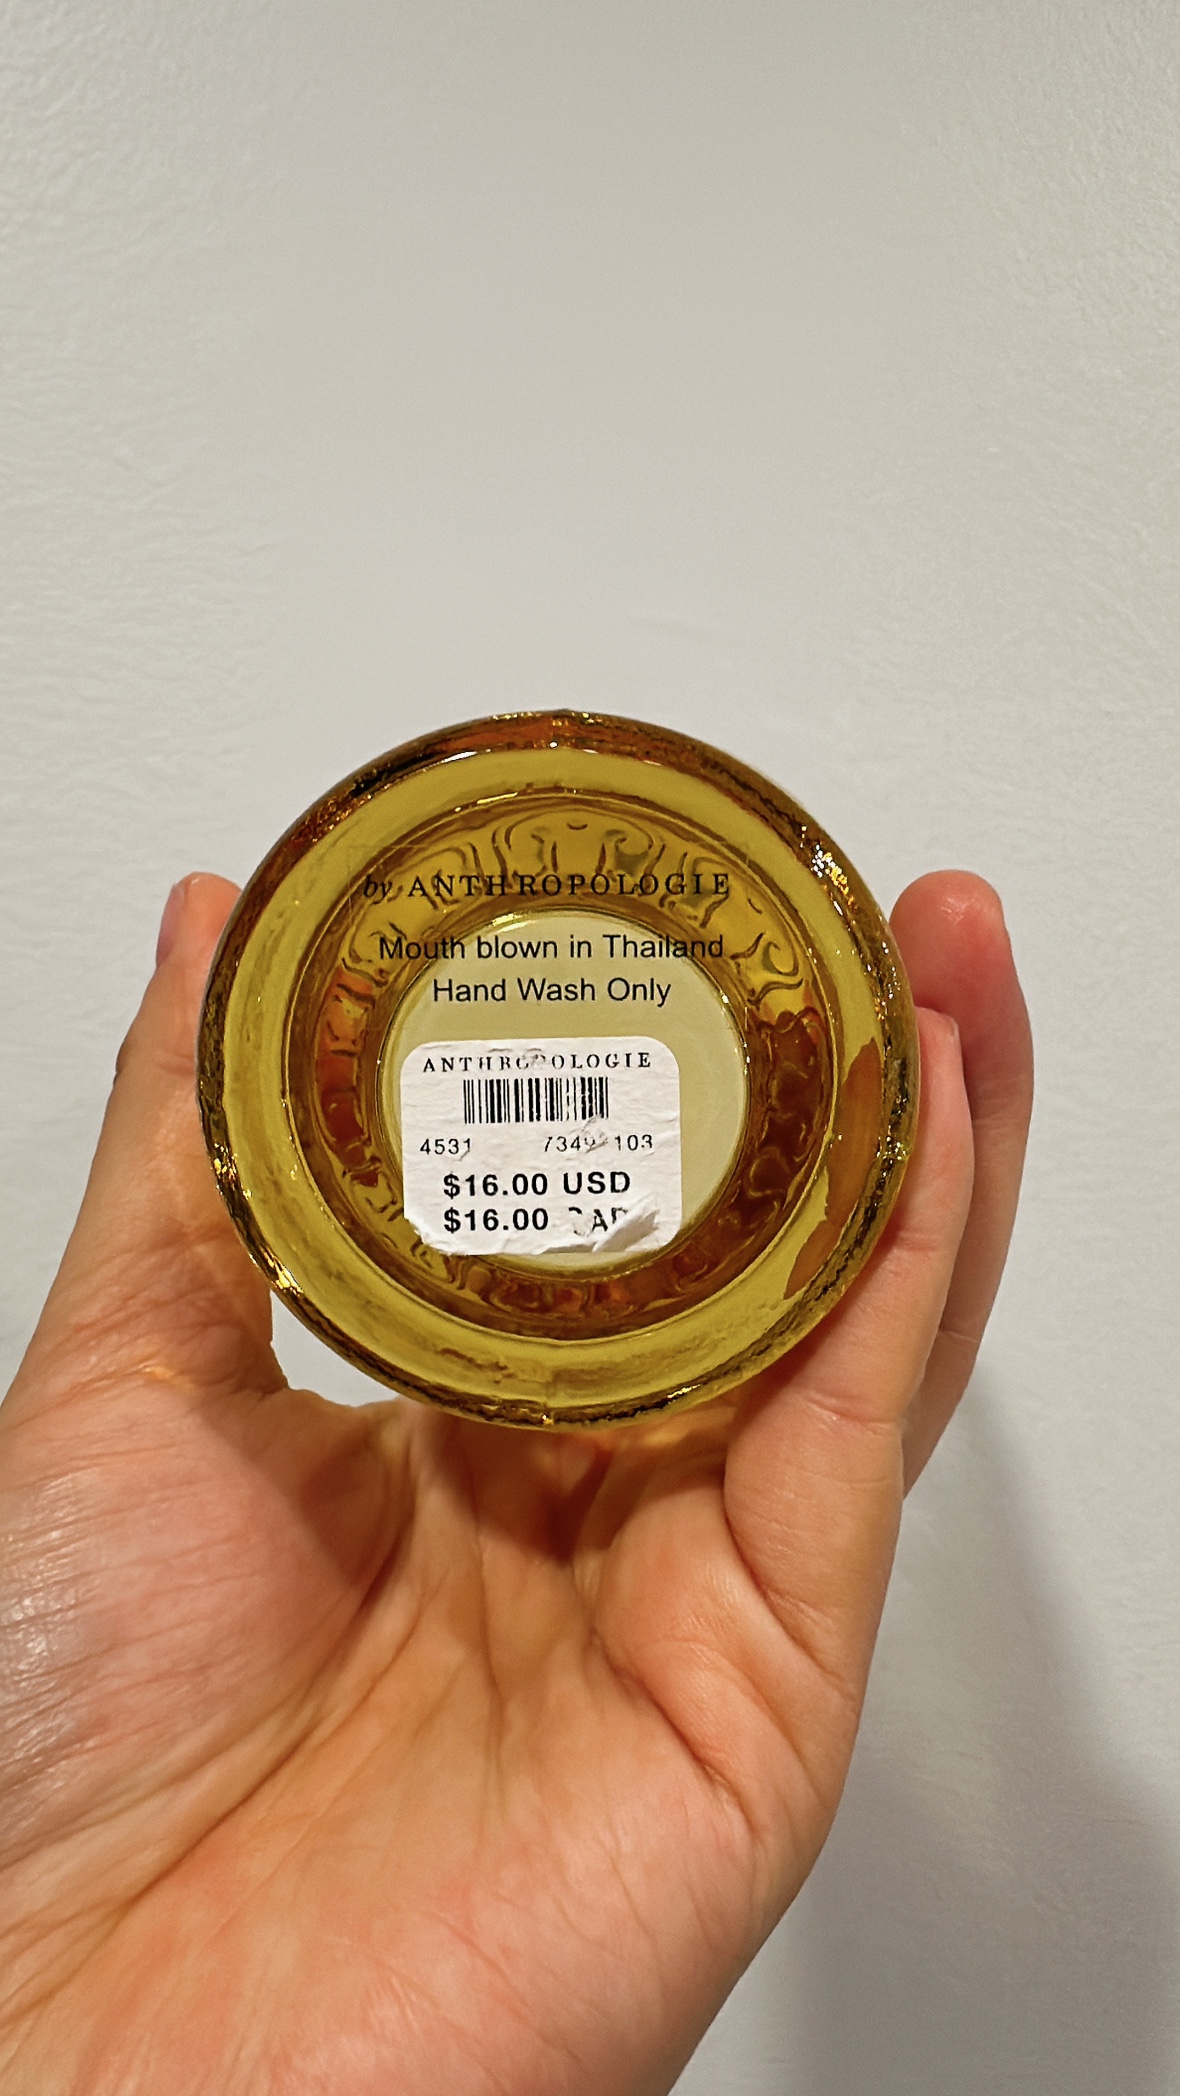 by ANTHROPOLOGIE
Mouth blown in Thailand
Hand Wash Only
ANTHROPOLOGIE
4531 103
$16.00 USD
$16.00